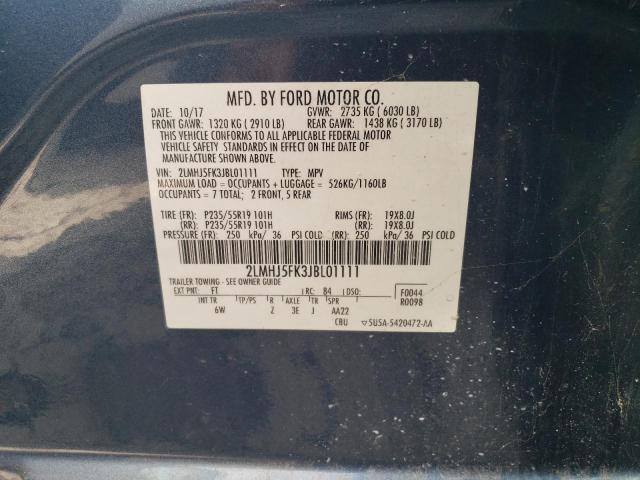 MFD. BY FORD MOTOR CO.
DATE: 10/17 GVWR: 2735 KG ( 6030 LB)
FRONT GAWR: 1320 KG ( 2910 LB) REAR GAWR: 1438 KG ( 3170 LB)
THIS VEHICLE CONFORMS TO ALL APPLICABLE FEDERAL MOTOR
VEHICLE SAFETY STANDARDS IN EFFECT ON THE DATE OF
MANUFACTURE SHOWN ABOVE.
VIN: 2LMHJ5FK3JBL01111 TYPE: MPV
MAXIMUM LOAD = OCCUPANTS + LUGGAGE = 526KG/1160LB
OCCUPANTS = 7 TOTAL; 2 FRONT, 5 REAR
TIRE (FR): P235/55R19 101H RIMS (FR): 19X8.0J
(RR): P235/55R19 101H (RR): 19X8.0J
PRESSURE (FR): 250 kPa/ 36 PSI COLD (RR): 250 kPa/ 36 PSI COLD
2LMHJ5FK3JBL01111
TRAILER TOWING - SEE OWNER GUIDE
EXT PNT: FT RC: 84 DSO: F0044
INT TR TP/PS R AXLE TR SPR R0098
6W Z 3E J AA22
CBU ▽5USA-5420472-AA